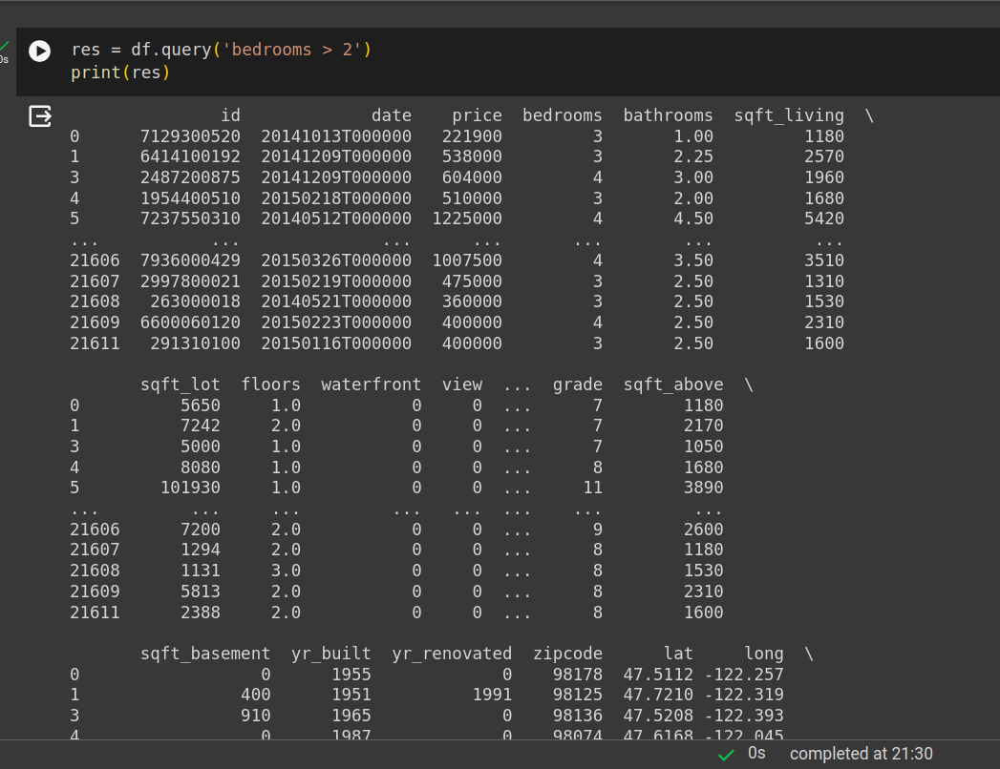 res = df.query('bedrooms > 2')
0s
print(res)
id date price bedrooms bathrooms sqft_living \
0 7129300520 20141013T000000 221900 3 1.00 1180
1 6414100192 20141209T000000 538000 3 2.25 2570
3 2487200875 20141209T000000 604000 4 3.00 1960
4 1954400510 20150218T000000 510000 3 2.00 1680
5 7237550310 20140512T000000 1225000 4 4.50 5420
... ... ... ... ... ... ...
21606 7936000429 20150326T000000 1007500 4 3.50 3510
21607 2997800021 20150219T000000 475000 3 2.50 1310
21608 263000018 20140521T000000 360000 3 2.50 1530
21609 6600060120 20150223T000000 400000 4 2.50 2310
21611 291310100 20150116T000000 400000 3 2.50 1600
sqft_lot floors waterfront view ... grade sqft_above \
0 5650 1.0 0 0 ... 7 1180
1 7242 2.0 0 0 ... 7 2170
3 5000 1.0 0 0 ... 7 1050
4 8080 1.0 0 0 ... 8 1680
5 101930 1.0 0 0 ... 11 3890
... ... ... ... ... ... ... ...
21606 7200 2.0 0 0 ... 9 2600
21607 1294 2.0 0 0 ... 8 1180
21608 1131 3.0 0 0 ... 8 1530
21609 5813 2.0 0 0 ... 8 2310
21611 2388 2.0 0 0 ... 8 1600
sqft_basement yr_built yr_renovated zipcode lat long \
0 0 1955 0 98178 47.5112 -122.257
1 400 1951 1991 98125 47.7210 -122.319
3 910 1965 0 98136 47.5208 -122.393
4 0 1987 0 98074 47.6168 -122.045
0s completed at 21:30